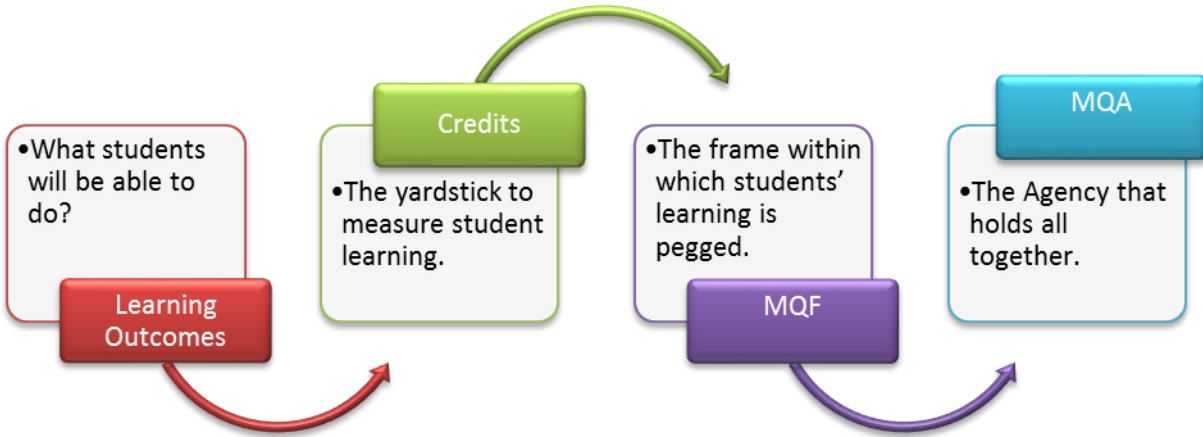 •What students
will be able to
do?
Learning
Outcomes
Credits
•The yardstick to
measure student
learning.
•The frame within
which students’
learning is
pegged.
MQF
MQA
•The Agency that
holds all
together.